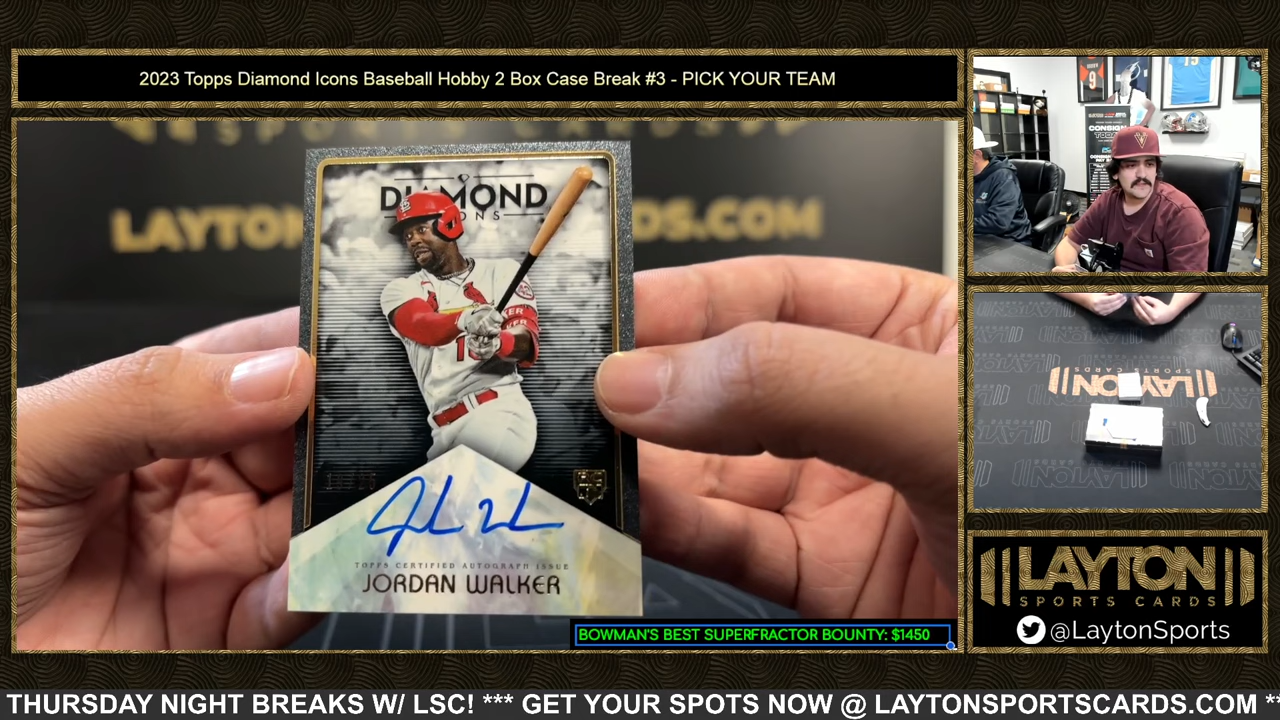 2023 Topps Diamond Icons Baseball Hobby 2 Box Case Break #3 - PICK YOUR TEAM
DIAMOND
ICONS
TOPPS CERTIFIED AUTOGRAPH ISSUE
JORDAN WALKER
BOWMAN'S BEST SUPERFRACTOR BOUNTY: $1450
CONSIGN
TODAY
LAYTON
LAYTON
SPORTS CARDS
@LaytonSports
THURSDAY NIGHT BREAKS W/ LSC! *** GET YOUR SPOTS NOW @ LAYTONSPORTSCARDS.COM **